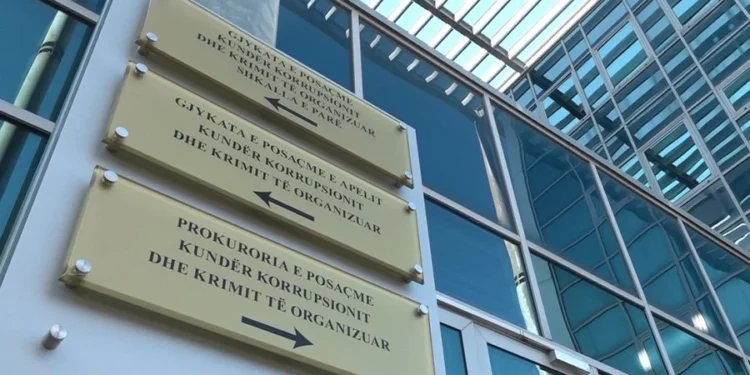 GJYKATA E POSAÇME
KUNDËR KORRUPSIONIT
DHE KRIMIT TË ORGANIZUAR
SHKALLA E PARË
GJYKATA E POSAÇME E APELIT
KUNDËR KORRUPSIONIT
DHE KRIMIT TË ORGANIZUAR
PROKURORIA E POSAÇME
KUNDËR KORRUPSIONIT
DHE KRIMIT TË ORGANIZUAR